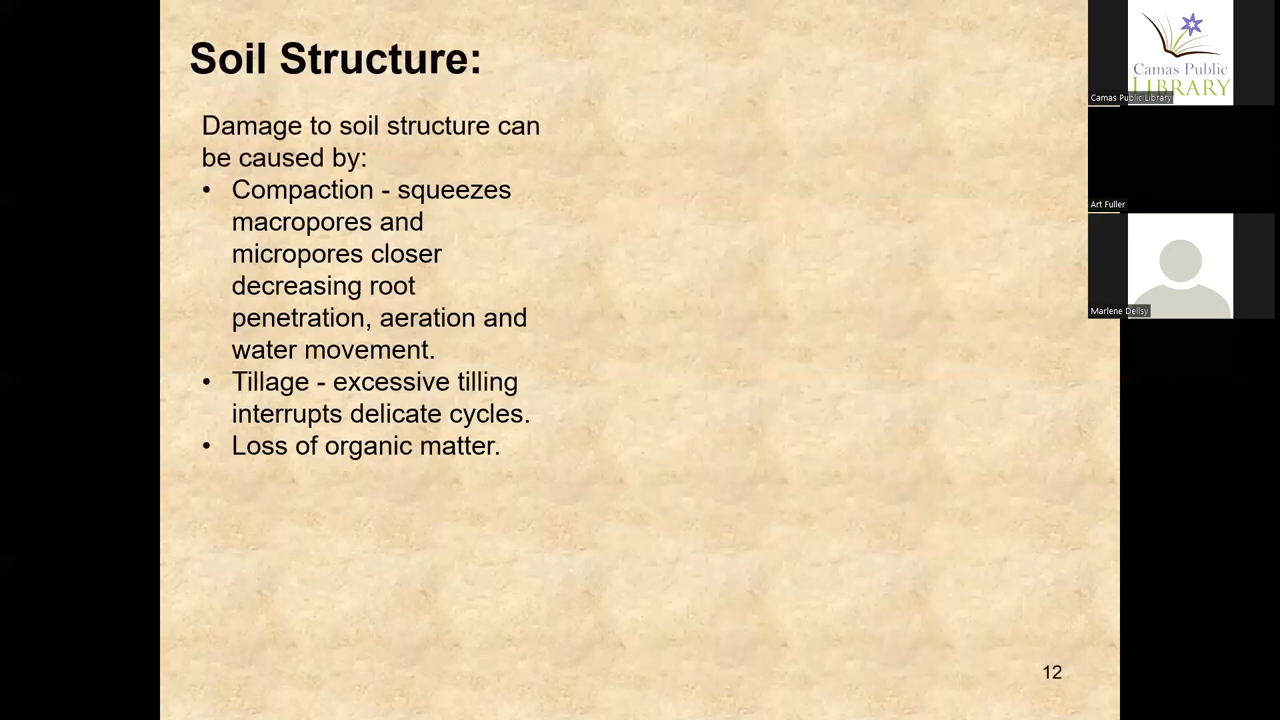 Soil Structure:
Damage to soil structure can
be caused by:
• Compaction - squeezes
macropores and
micropores closer
decreasing root
penetration, aeration and
water movement.
• Tillage - excessive tilling
interrupts delicate cycles.
• Loss of organic matter.
12
Camas Public
LIBRARY
Camas Public Library
Art Fuller
Marlene Dellsy